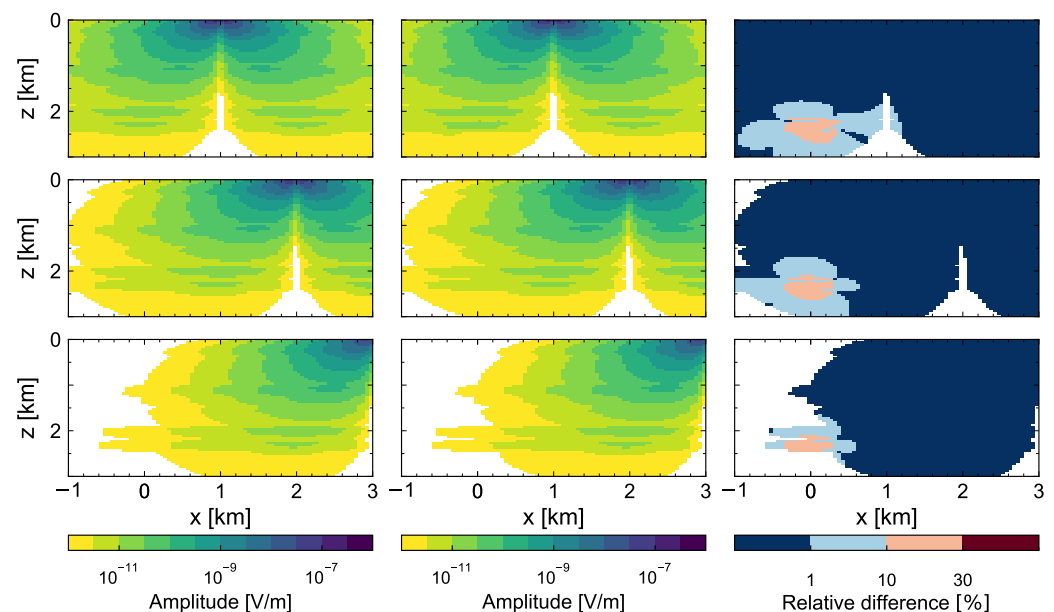 0
z [km]
2
0
z [km]
2
0
z [km]
2
−1 0 1 2 3 0 1 2 3 −1 0 1 2 3
x [km] x [km] x [km]
10⁻¹¹ 10⁻⁹ 10⁻⁷ 10⁻¹¹ 10⁻⁹ 10⁻⁷ 1 10 30
Amplitude [V/m] Amplitude [V/m] Relative difference [%]